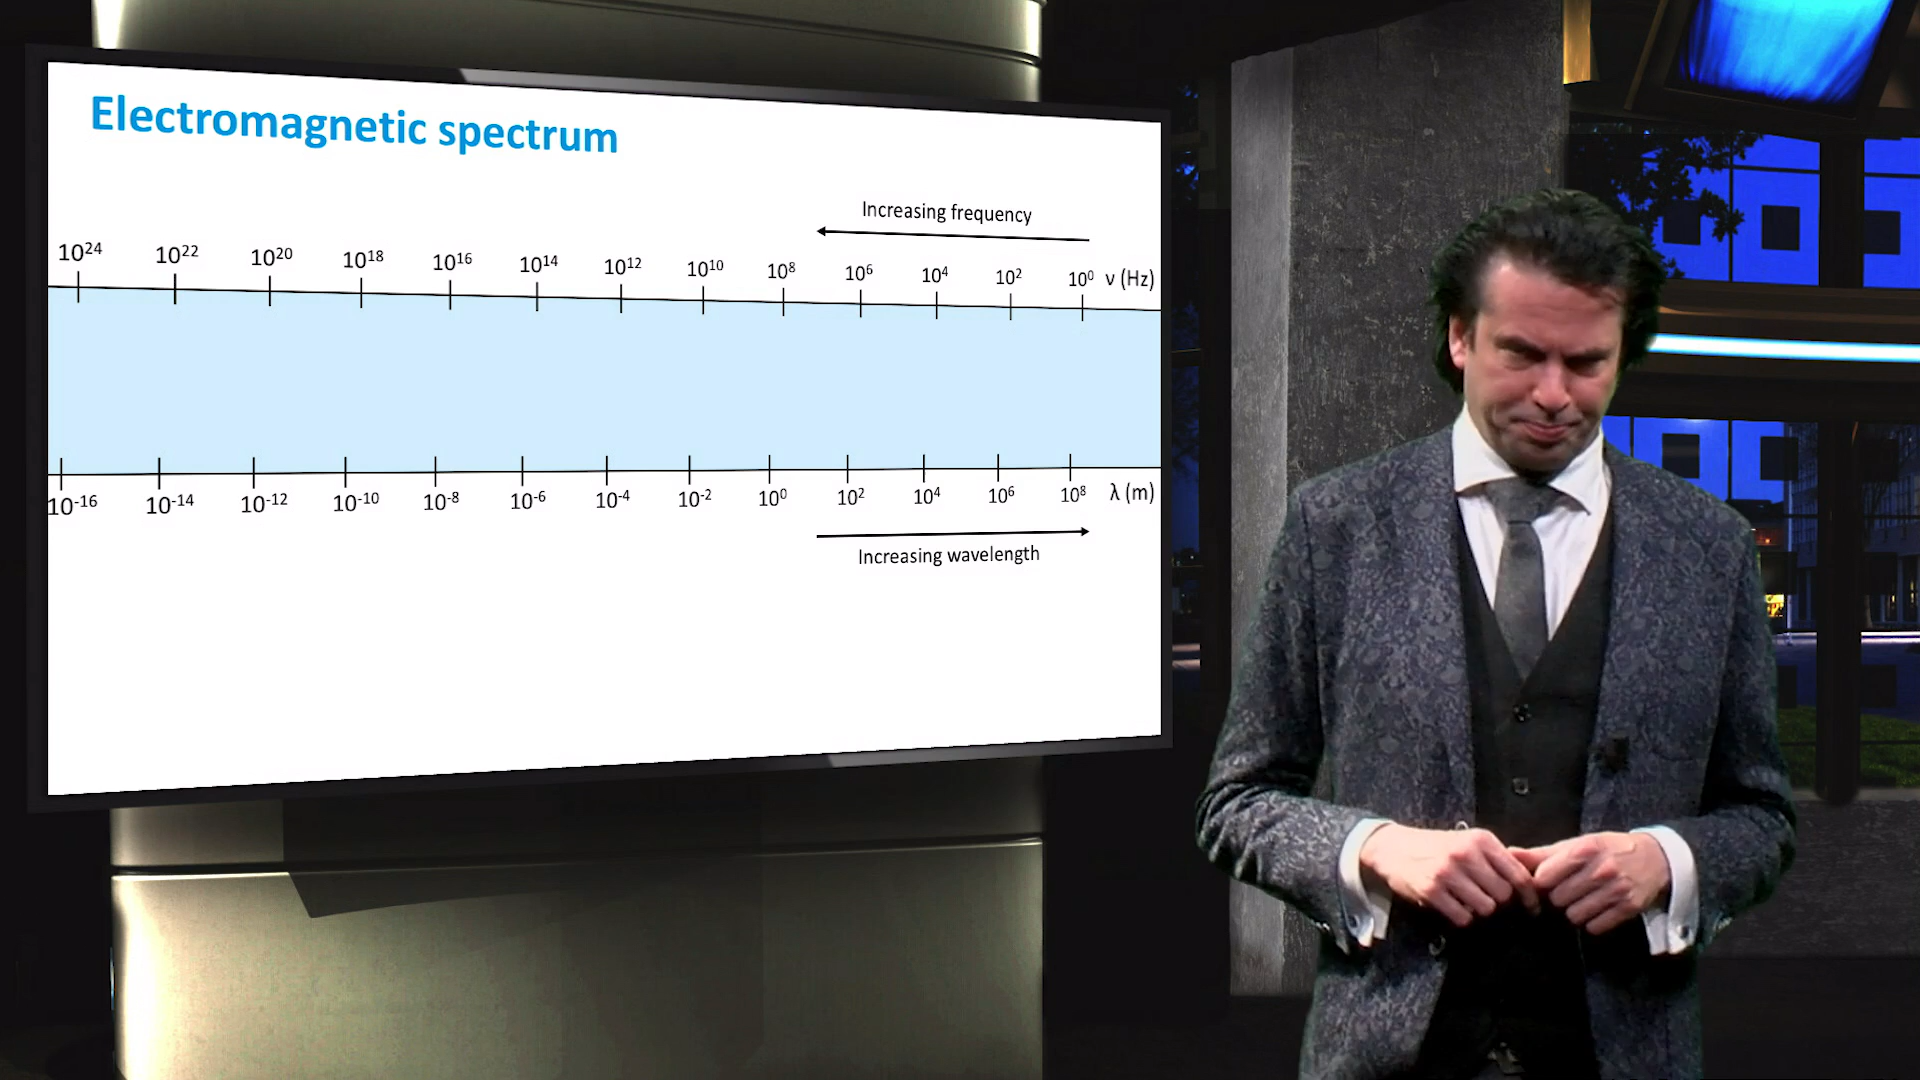 Electromagnetic spectrum
Increasing frequency
10²⁴ 10²² 10²⁰ 10¹⁸ 10¹⁶ 10¹⁴ 10¹² 10¹⁰ 10⁸ 10⁶ 10⁴ 10² 10⁰ ν (Hz)
10⁻¹⁶ 10⁻¹⁴ 10⁻¹² 10⁻¹⁰ 10⁻⁸ 10⁻⁶ 10⁻⁴ 10⁻² 10⁰ 10² 10⁴ 10⁶ 10⁸ λ (m)
Increasing wavelength